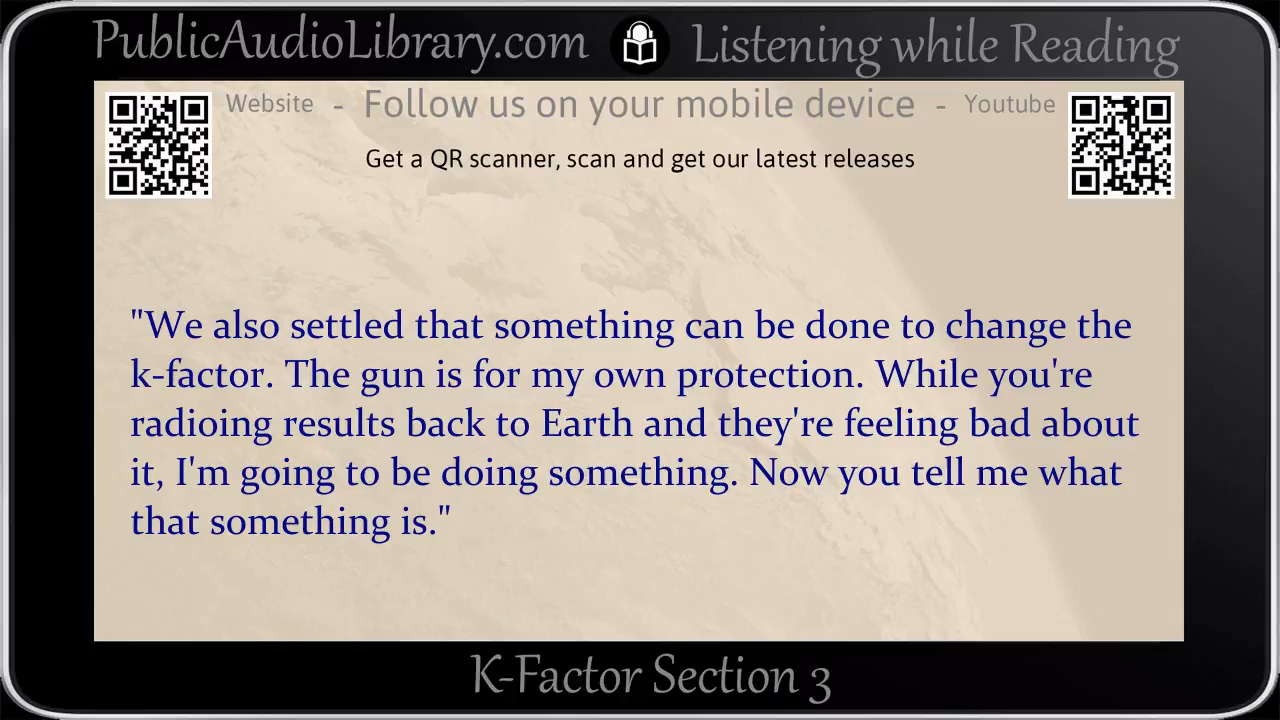 PublicAudioLibrary.com Listening while Reading
Website - Follow us on your mobile device - Youtube
Get a QR scanner, scan and get our latest releases
"We also settled that something can be done to change the
k-factor. The gun is for my own protection. While you're
radioing results back to Earth and they're feeling bad about
it, I'm going to be doing something. Now you tell me what
that something is."
K-Factor Section 3